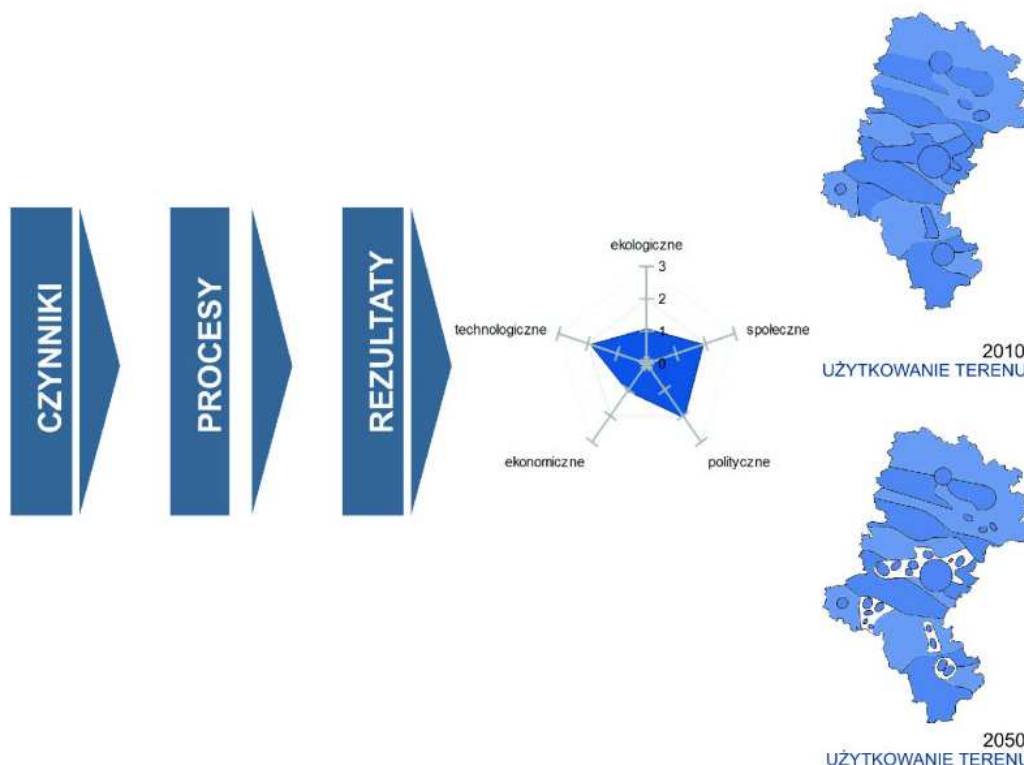 CZYNNIKI
PROCESY
REZULTATY
ekologiczne
3
2
1
0
technologiczne
społeczne
ekonomiczne
polityczne
2010
UŻYTKOWANIE TERENU
2050
UŻYTKOWANIE TERENU